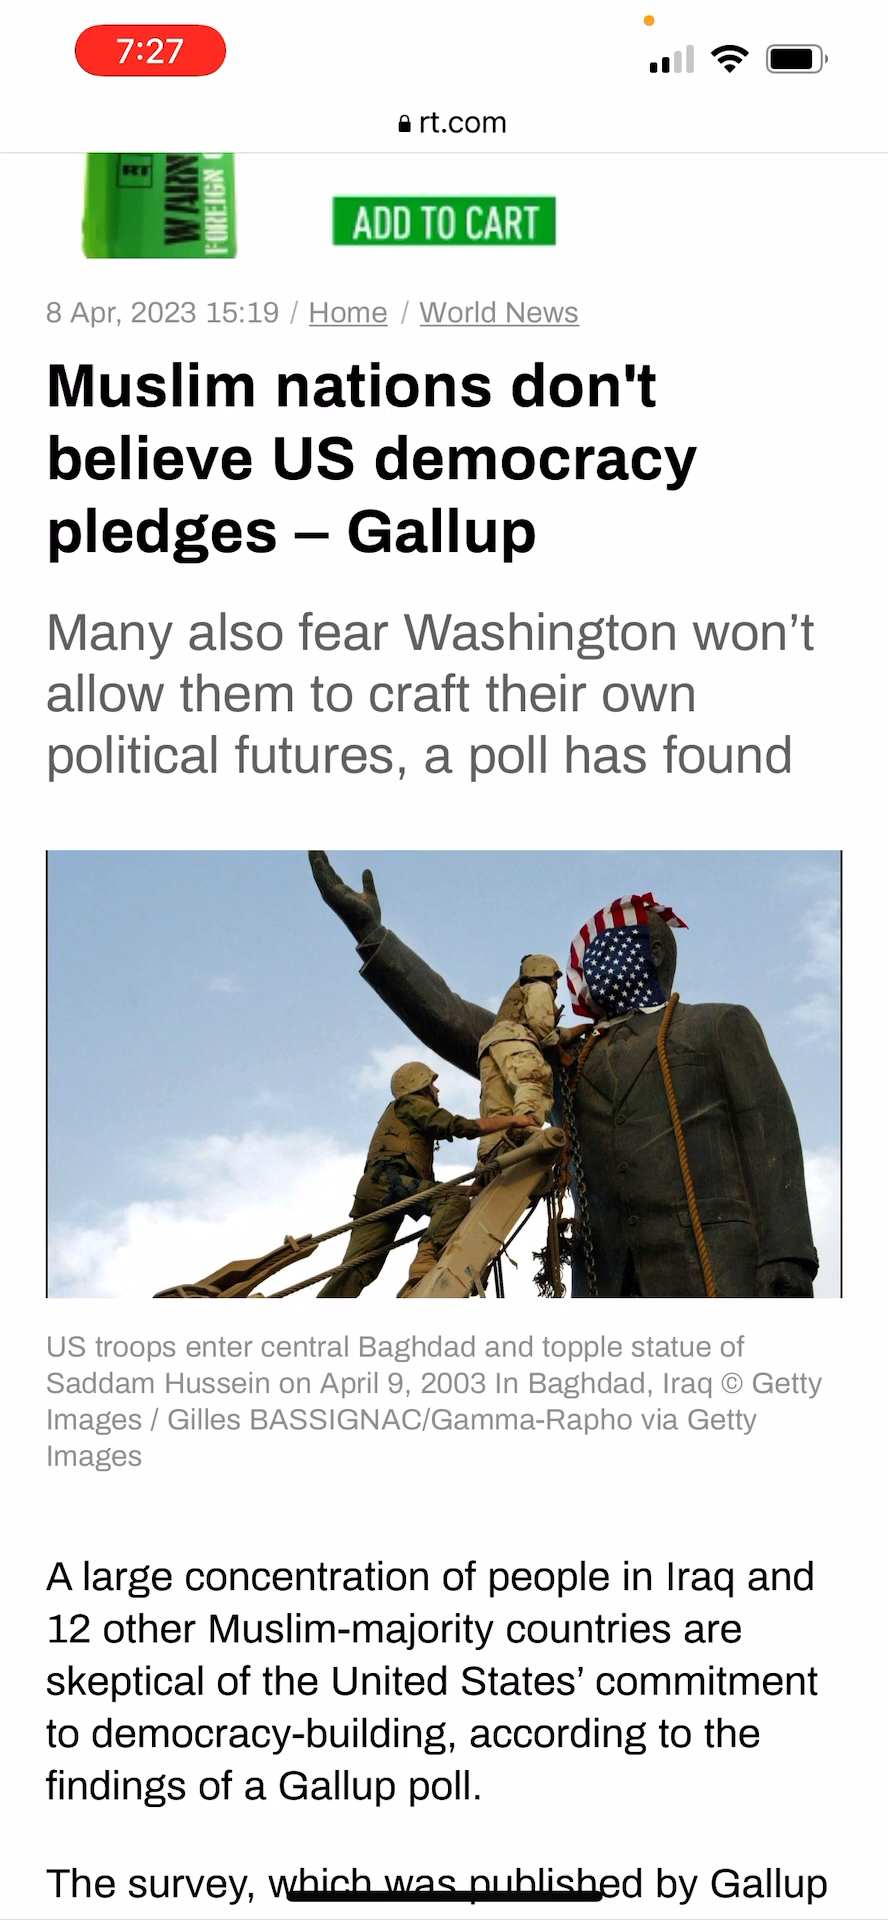 7:27
rt.com
RT
WARN
FOREIGN
ADD TO CART
8 Apr, 2023 15:19 / Home / World News
Muslim nations don't
believe US democracy
pledges – Gallup
Many also fear Washington won’t
allow them to craft their own
political futures, a poll has found
US troops enter central Baghdad and topple statue of
Saddam Hussein on April 9, 2003 In Baghdad, Iraq © Getty
Images / Gilles BASSIGNAC/Gamma-Rapho via Getty
Images
A large concentration of people in Iraq and
12 other Muslim-majority countries are
skeptical of the United States’ commitment
to democracy-building, according to the
findings of a Gallup poll.
The survey, which was published by Gallup